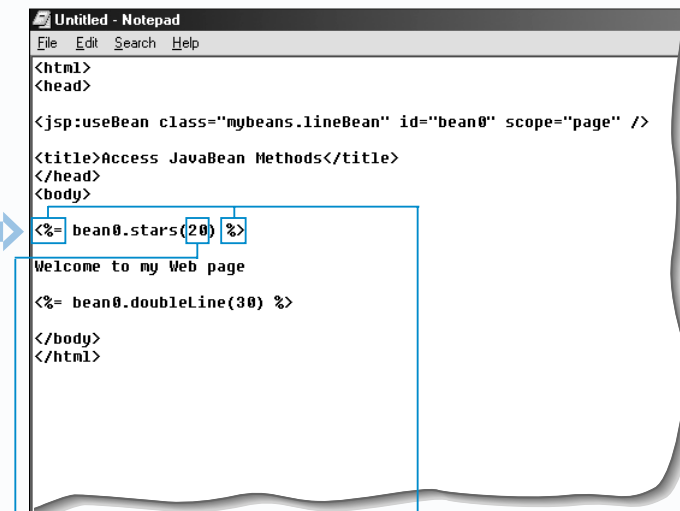 Untitled - Notepad
File Edit Search Help
<html>
<head>
<jsp:useBean class="mybeans.lineBean" id="bean0" scope="page" />
<title>Access JavaBean Methods</title>
</head>
<body>
<%= bean0.stars(20) %>
Welcome to my Web page
<%= bean0.doubleLine(30) %>
</body>
</html>